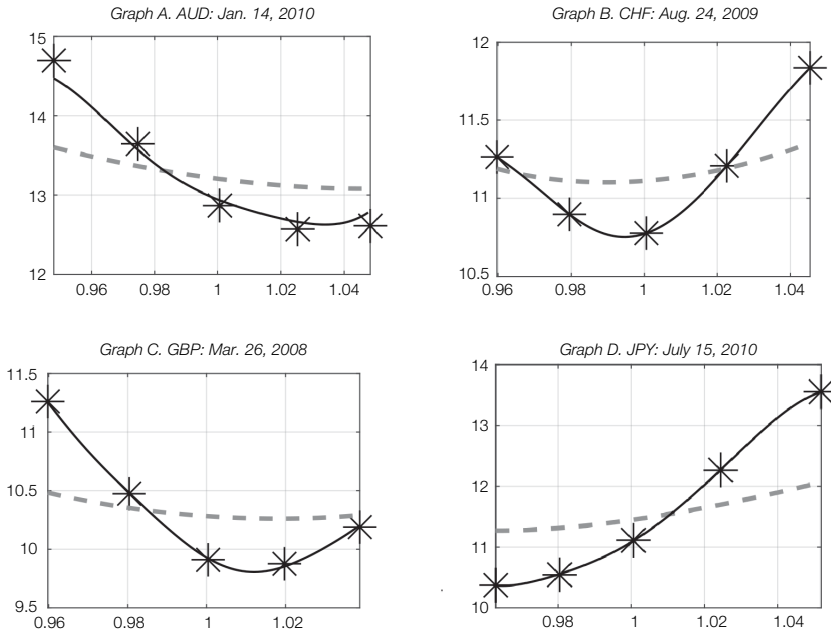 Graph A. AUD: Jan. 14, 2010
15
14
13
12
0.96 0.98 1 1.02 1.04
Graph B. CHF: Aug. 24, 2009
12
11.5
11
10.5
0.96 0.98 1 1.02 1.04
Graph C. GBP: Mar. 26, 2008
11.5
11
10.5
10
9.5
0.96 0.98 1 1.02
Graph D. JPY: July 15, 2010
14
13
12
11
10
0.98 1 1.02 1.04